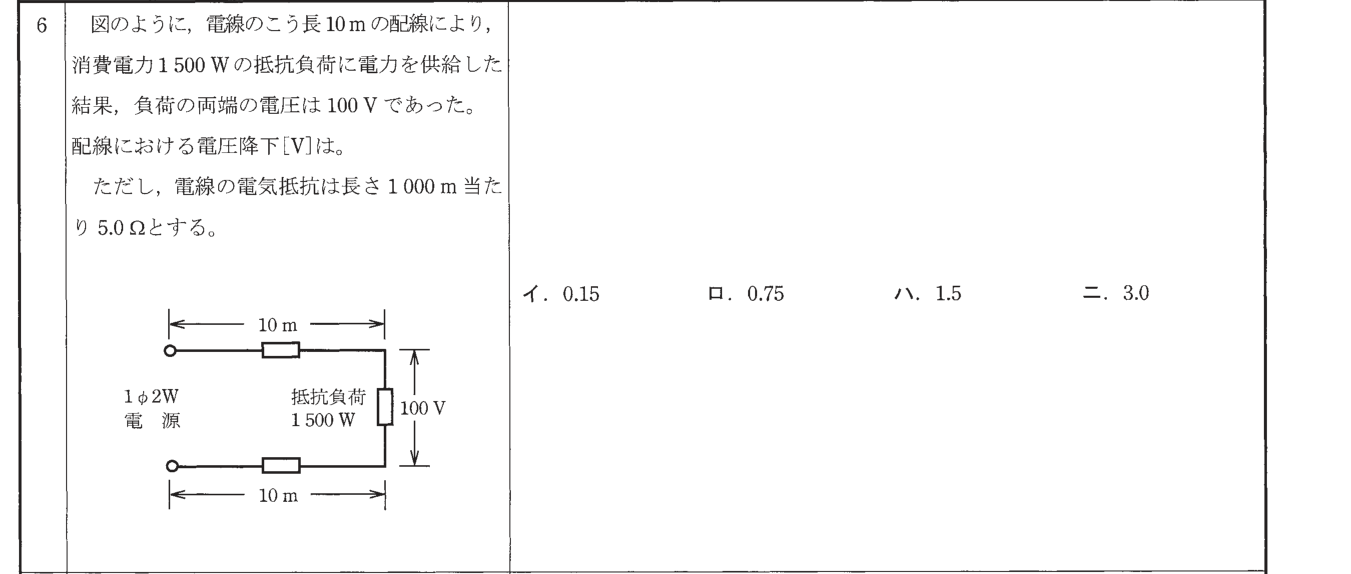 6
図のように，電線のこう長10 mの配線により，
消費電力1 500 Wの抵抗負荷に電力を供給した
結果，負荷の両端の電圧は100 Vであった。
配線における電圧降下[V]は。
ただし，電線の電気抵抗は長さ1 000 m当た
り5.0 Ωとする。
イ．0.15 ロ．0.75 ハ．1.5 ニ．3.0
10 m
1φ2W
電 源
抵抗負荷
1 500 W
100 V
10 m